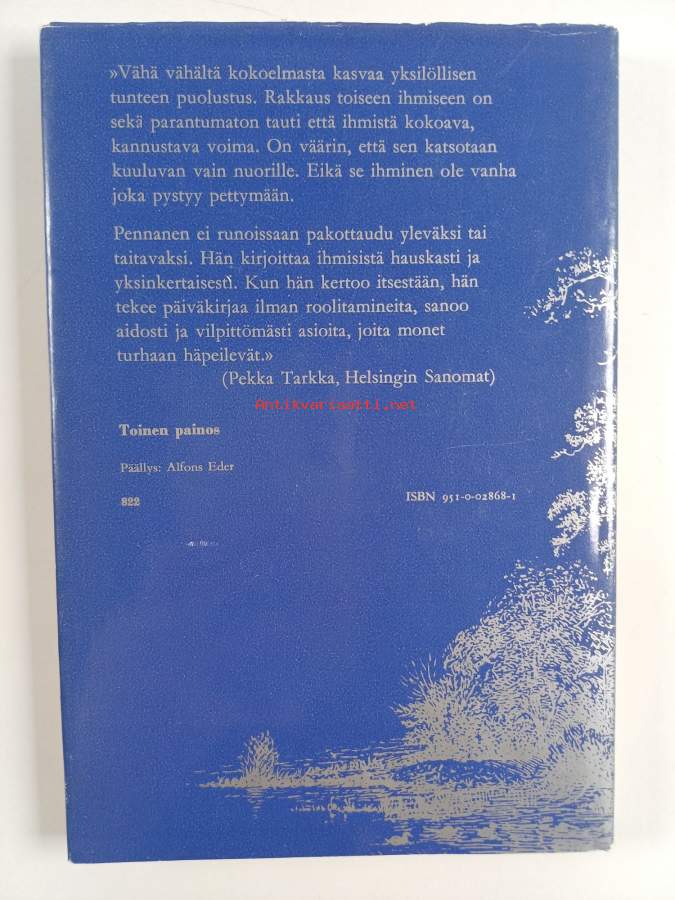 »Vähä vähältä kokoelmasta kasvaa yksilöllisen
tunteen puolustus. Rakkaus toiseen ihmiseen on
sekä parantumaton tauti että ihmistä kokoava,
kannustava voima. On väärin, että sen katsotaan
kuuluvan vain nuorille. Eikä se ihminen ole vanha
joka pystyy pettymään.
Pennanen ei runoissaan pakottaudu yleväksi tai
taitavaksi. Hän kirjoittaa ihmisistä hauskasti ja
yksinkertaisesti. Kun hän kertoo itsestään, hän
tekee päiväkirjaa ilman roolitamineita, sanoo
aidosti ja vilpittömästi asioita, joita monet
turhaan häpeilevät.»
(Pekka Tarkka, Helsingin Sanomat)
Antikvariaatti.net
Toinen painos
Päällys: Alfons Eder
822
ISBN 951-0-02868-1